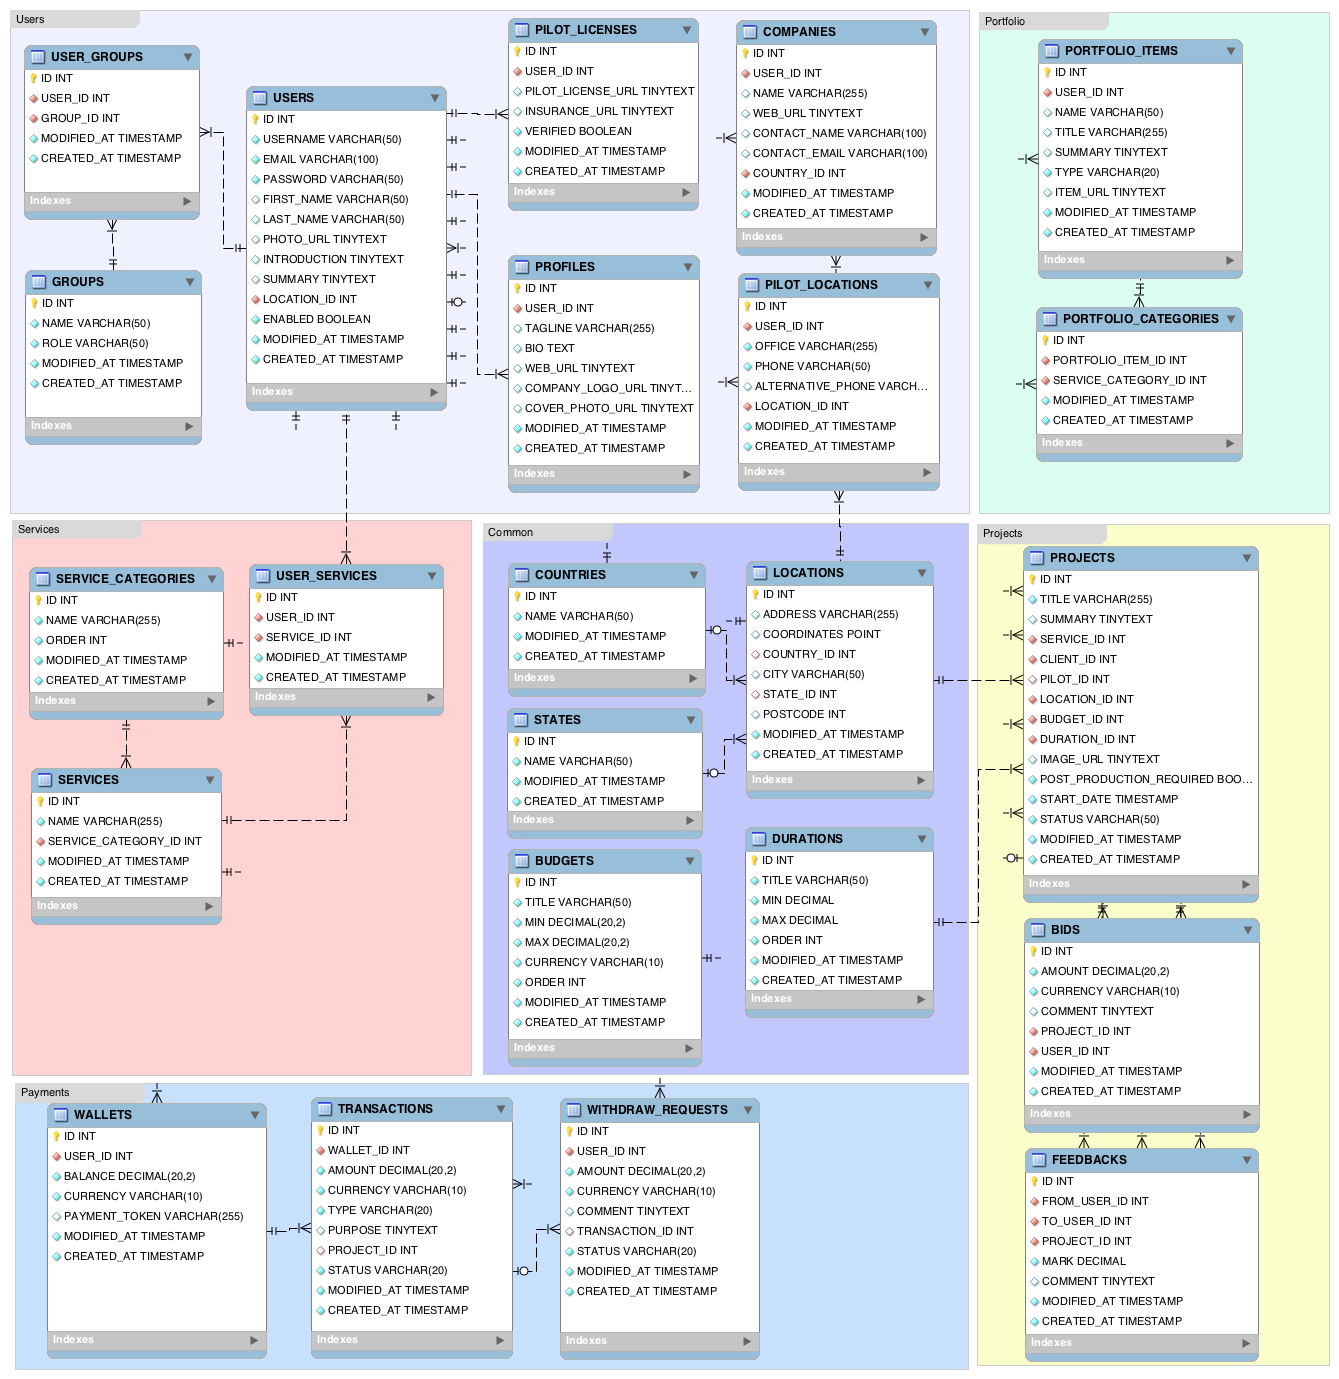 Users
USER_GROUPS
ID INT
USER_ID INT
GROUP_ID INT
MODIFIED_AT TIMESTAMP
CREATED_AT TIMESTAMP
Indexes
GROUPS
ID INT
NAME VARCHAR(50)
ROLE VARCHAR(50)
MODIFIED_AT TIMESTAMP
CREATED_AT TIMESTAMP
Indexes
USERS
ID INT
USERNAME VARCHAR(50)
EMAIL VARCHAR(100)
PASSWORD VARCHAR(50)
FIRST_NAME VARCHAR(50)
LAST_NAME VARCHAR(50)
PHOTO_URL TINYTEXT
INTRODUCTION TINYTEXT
SUMMARY TINYTEXT
LOCATION_ID INT
ENABLED BOOLEAN
MODIFIED_AT TIMESTAMP
CREATED_AT TIMESTAMP
Indexes
PILOT_LICENSES
ID INT
USER_ID INT
PILOT_LICENSE_URL TINYTEXT
INSURANCE_URL TINYTEXT
VERIFIED BOOLEAN
MODIFIED_AT TIMESTAMP
CREATED_AT TIMESTAMP
Indexes
PROFILES
ID INT
USER_ID INT
TAGLINE VARCHAR(255)
BIO TEXT
WEB_URL TINYTEXT
COMPANY_LOGO_URL TINYT...
COVER_PHOTO_URL TINYTEXT
MODIFIED_AT TIMESTAMP
CREATED_AT TIMESTAMP
Indexes
COMPANIES
ID INT
USER_ID INT
NAME VARCHAR(255)
WEB_URL TINYTEXT
CONTACT_NAME VARCHAR(100)
CONTACT_EMAIL VARCHAR(100)
COUNTRY_ID INT
MODIFIED_AT TIMESTAMP
CREATED_AT TIMESTAMP
Indexes
PILOT_LOCATIONS
ID INT
USER_ID INT
OFFICE VARCHAR(255)
PHONE VARCHAR(50)
ALTERNATIVE_PHONE VARCH...
LOCATION_ID INT
MODIFIED_AT TIMESTAMP
CREATED_AT TIMESTAMP
Indexes
Portfolio
PORTFOLIO_ITEMS
ID INT
USER_ID INT
NAME VARCHAR(50)
TITLE VARCHAR(255)
SUMMARY TINYTEXT
TYPE VARCHAR(20)
ITEM_URL TINYTEXT
MODIFIED_AT TIMESTAMP
CREATED_AT TIMESTAMP
Indexes
PORTFOLIO_CATEGORIES
ID INT
PORTFOLIO_ITEM_ID INT
SERVICE_CATEGORY_ID INT
MODIFIED_AT TIMESTAMP
CREATED_AT TIMESTAMP
Indexes
Services
SERVICE_CATEGORIES
ID INT
NAME VARCHAR(255)
ORDER INT
MODIFIED_AT TIMESTAMP
CREATED_AT TIMESTAMP
Indexes
USER_SERVICES
ID INT
USER_ID INT
SERVICE_ID INT
MODIFIED_AT TIMESTAMP
CREATED_AT TIMESTAMP
Indexes
SERVICES
ID INT
NAME VARCHAR(255)
SERVICE_CATEGORY_ID INT
MODIFIED_AT TIMESTAMP
CREATED_AT TIMESTAMP
Indexes
Common
COUNTRIES
ID INT
NAME VARCHAR(50)
MODIFIED_AT TIMESTAMP
CREATED_AT TIMESTAMP
Indexes
STATES
ID INT
NAME VARCHAR(50)
MODIFIED_AT TIMESTAMP
CREATED_AT TIMESTAMP
Indexes
BUDGETS
ID INT
TITLE VARCHAR(50)
MIN DECIMAL(20,2)
MAX DECIMAL(20,2)
CURRENCY VARCHAR(10)
ORDER INT
MODIFIED_AT TIMESTAMP
CREATED_AT TIMESTAMP
Indexes
LOCATIONS
ID INT
ADDRESS VARCHAR(255)
COORDINATES POINT
COUNTRY_ID INT
CITY VARCHAR(50)
STATE_ID INT
POSTCODE INT
MODIFIED_AT TIMESTAMP
CREATED_AT TIMESTAMP
Indexes
DURATIONS
ID INT
TITLE VARCHAR(50)
MIN DECIMAL
MAX DECIMAL
ORDER INT
MODIFIED_AT TIMESTAMP
CREATED_AT TIMESTAMP
Indexes
Projects
PROJECTS
ID INT
TITLE VARCHAR(255)
SUMMARY TINYTEXT
SERVICE_ID INT
CLIENT_ID INT
PILOT_ID INT
LOCATION_ID INT
BUDGET_ID INT
DURATION_ID INT
IMAGE_URL TINYTEXT
POST_PRODUCTION_REQUIRED BOO...
START_DATE TIMESTAMP
STATUS VARCHAR(50)
MODIFIED_AT TIMESTAMP
CREATED_AT TIMESTAMP
Indexes
BIDS
ID INT
AMOUNT DECIMAL(20,2)
CURRENCY VARCHAR(10)
COMMENT TINYTEXT
PROJECT_ID INT
USER_ID INT
MODIFIED_AT TIMESTAMP
CREATED_AT TIMESTAMP
Indexes
FEEDBACKS
ID INT
FROM_USER_ID INT
TO_USER_ID INT
PROJECT_ID INT
MARK DECIMAL
COMMENT TINYTEXT
MODIFIED_AT TIMESTAMP
CREATED_AT TIMESTAMP
Indexes
Payments
WALLETS
ID INT
USER_ID INT
BALANCE DECIMAL(20,2)
CURRENCY VARCHAR(10)
PAYMENT_TOKEN VARCHAR(255)
MODIFIED_AT TIMESTAMP
CREATED_AT TIMESTAMP
Indexes
TRANSACTIONS
ID INT
WALLET_ID INT
AMOUNT DECIMAL(20,2)
CURRENCY VARCHAR(10)
TYPE VARCHAR(20)
PURPOSE TINYTEXT
PROJECT_ID INT
STATUS VARCHAR(20)
MODIFIED_AT TIMESTAMP
CREATED_AT TIMESTAMP
Indexes
WITHDRAW_REQUESTS
ID INT
USER_ID INT
AMOUNT DECIMAL(20,2)
CURRENCY VARCHAR(10)
COMMENT TINYTEXT
TRANSACTION_ID INT
STATUS VARCHAR(20)
MODIFIED_AT TIMESTAMP
CREATED_AT TIMESTAMP
Indexes